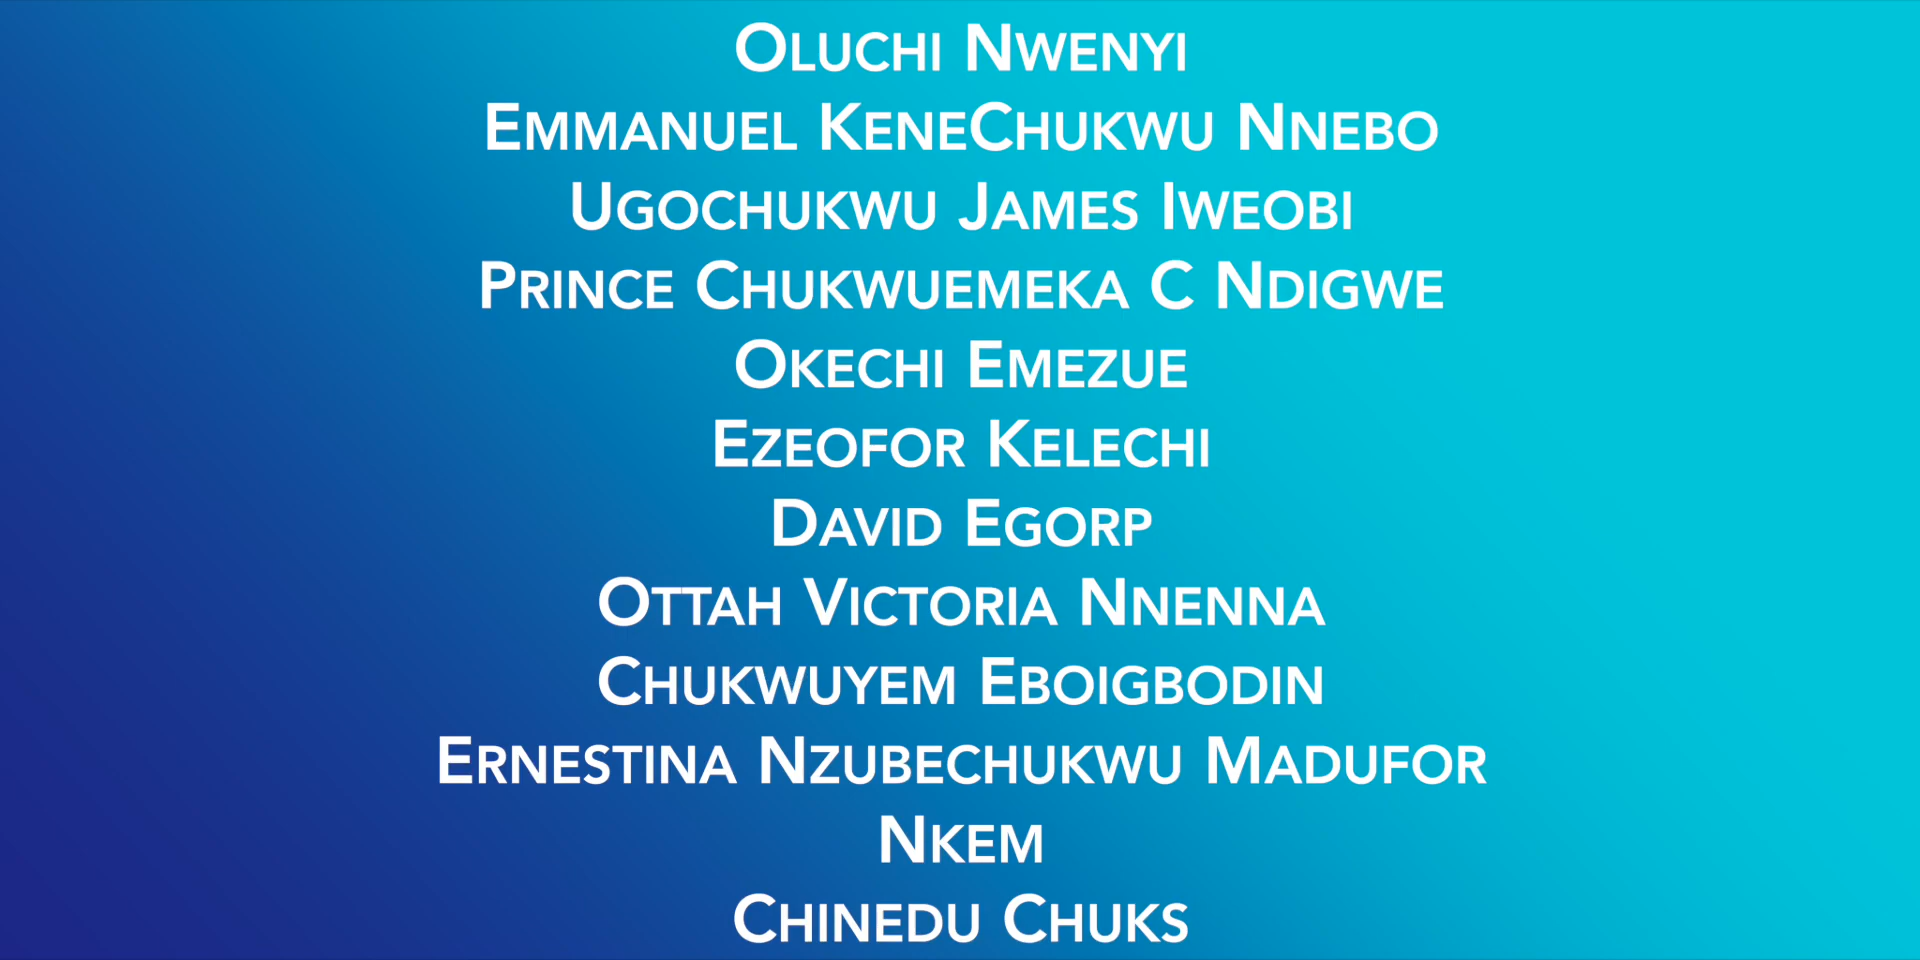 Oluchi Nwenyi
Emmanuel KeneChukwu Nnebo
Ugochukwu James Iweobi
Prince Chukwuemeka C Ndigwe
Okechi Emezue
Ezeofor Kelechi
David Egorp
Ottah Victoria Nnenna
Chukwuyem Eboigbodin
Ernestina Nzubechukwu Madufor
Nkem
Chinedu Chuks